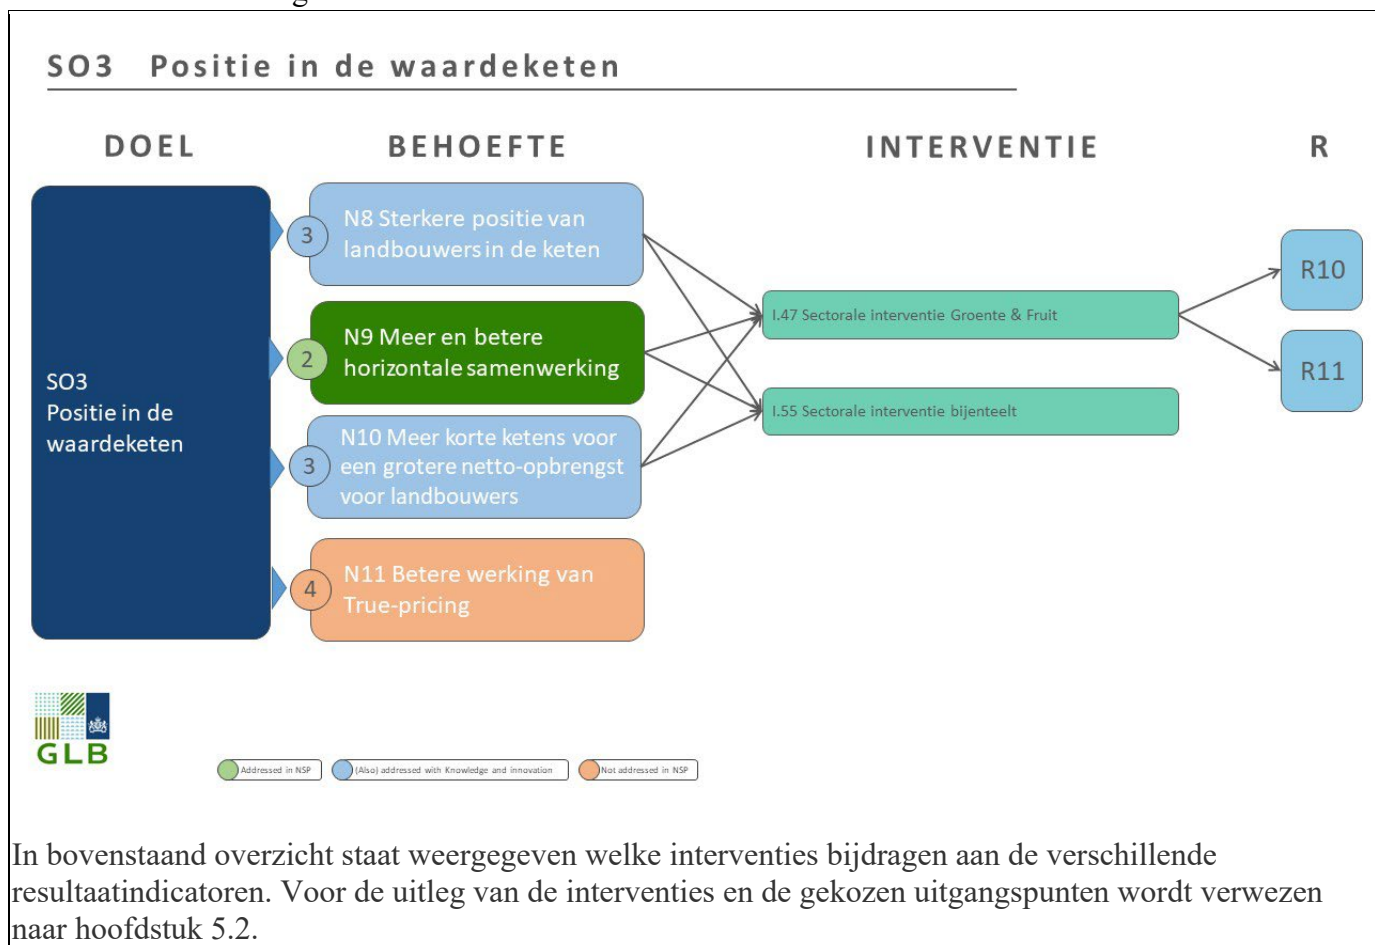 SO3 Positie in de waardeketen
DOEL
BEHOEFTE
INTERVENTIE
R
SO3
Positie in de
waardeketen
3
N8 Sterkere positie van
landbouwers in de keten
2
N9 Meer en betere
horizontale samenwerking
3
N10 Meer korte ketens voor
een grotere netto-opbrengst
voor landbouwers
4
N11 Betere werking van
True-pricing
I.47 Sectorale interventie Groente & Fruit
I.55 Sectorale interventie bijenteelt
R10
R11
GLB
Addressed in NSP
(Also) addressed with Knowledge and innovation
Not addressed in NSP
In bovenstaand overzicht staat weergegeven welke interventies bijdragen aan de verschillende
resultaatindicatoren. Voor de uitleg van de interventies en de gekozen uitgangspunten wordt verwezen
naar hoofdstuk 5.2.